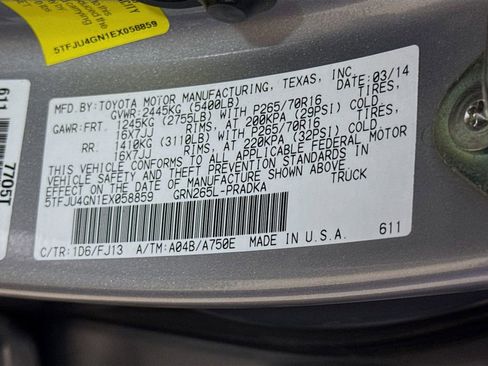 5TFJU4GN1EX058859
611 7705T
MFD. BY:TOYOTA MOTOR MANUFACTURING, TEXAS, INC.
03/14
GVWR:2445KG (5400LB)
GAWR:FRT. 1245KG (2755LB) WITH P265/70R16 TIRES,
16X7JJ RIMS, AT 200KPA (29PSI) COLD
RR. 1410KG (3110LB) WITH P265/70R16 TIRES,
16X7JJ RIMS, AT 220KPA (32PSI) COLD
THIS VEHICLE CONFORMS TO ALL APPLICABLE FEDERAL MOTOR
VEHICLE SAFETY AND THEFT PREVENTION STANDARDS IN
EFFECT ON THE DATE OF MANUFACTURE SHOWN ABOVE.
5TFJU4GN1EX058859 GRN265L-PRADKA TRUCK
C/TR:1D6/FJ13 A/TM:A04B/A750E MADE IN U.S.A. 611